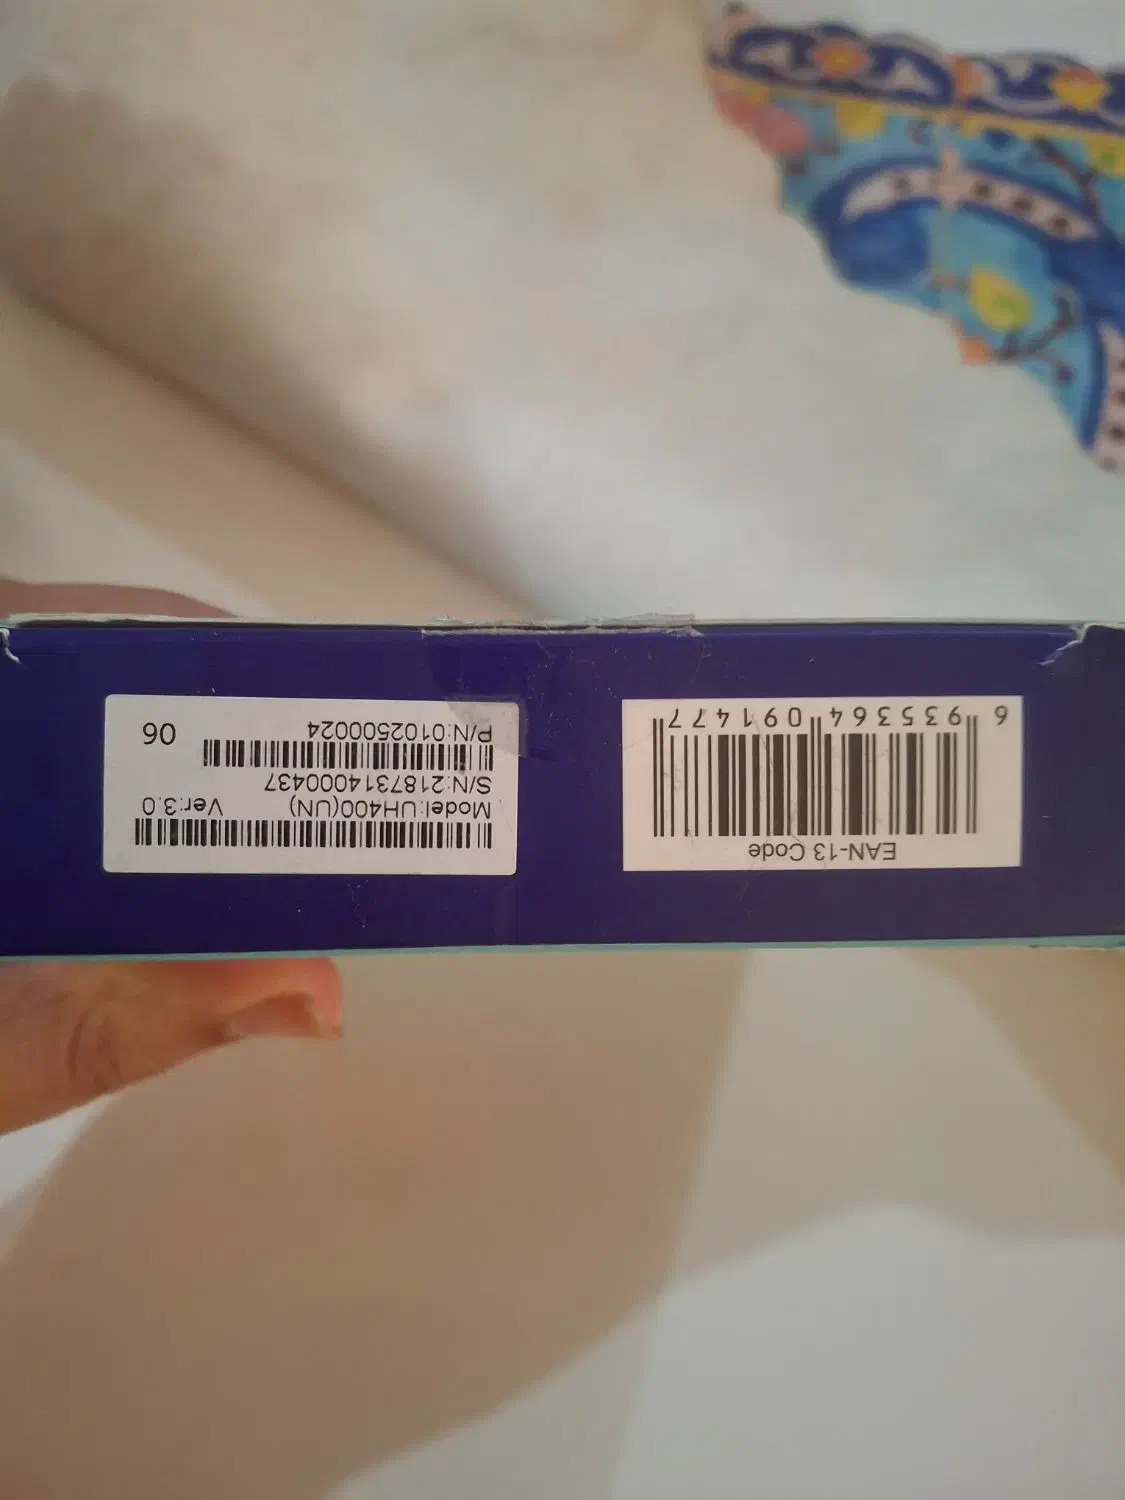 EAN-13 Code
6 935364 091477
Model:UH400(UN) Ver:3.0
S/N:2187314000437
P/N:0102500024
06